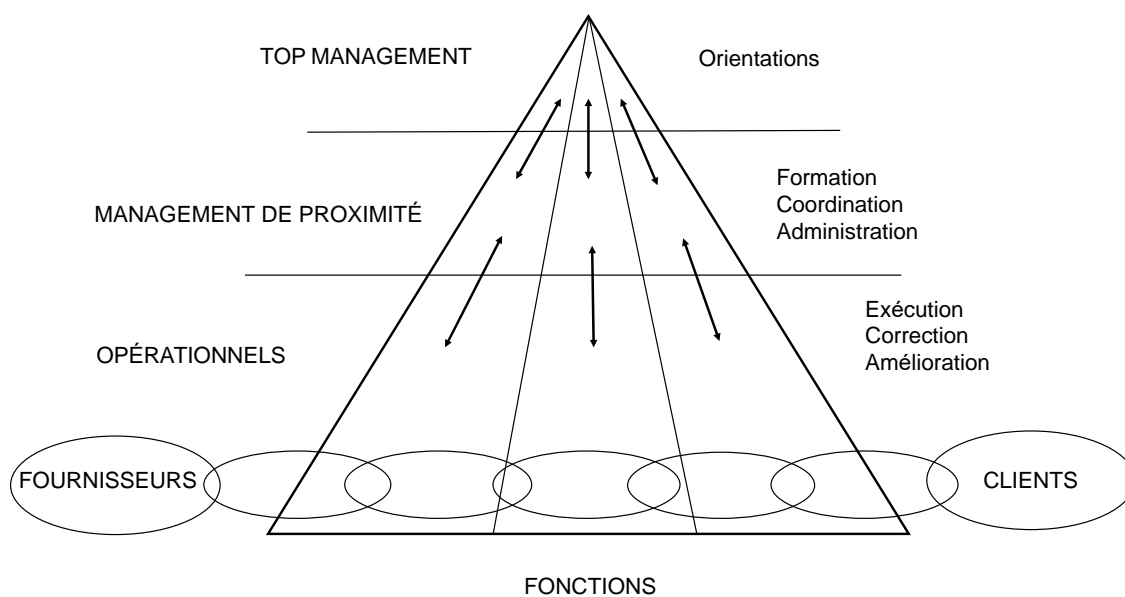 TOP MANAGEMENT
Orientations
MANAGEMENT DE PROXIMITÉ
Formation
Coordination
Administration
OPÉRATIONNELS
Exécution
Correction
Amélioration
FOURNISSEURS
CLIENTS
FONCTIONS